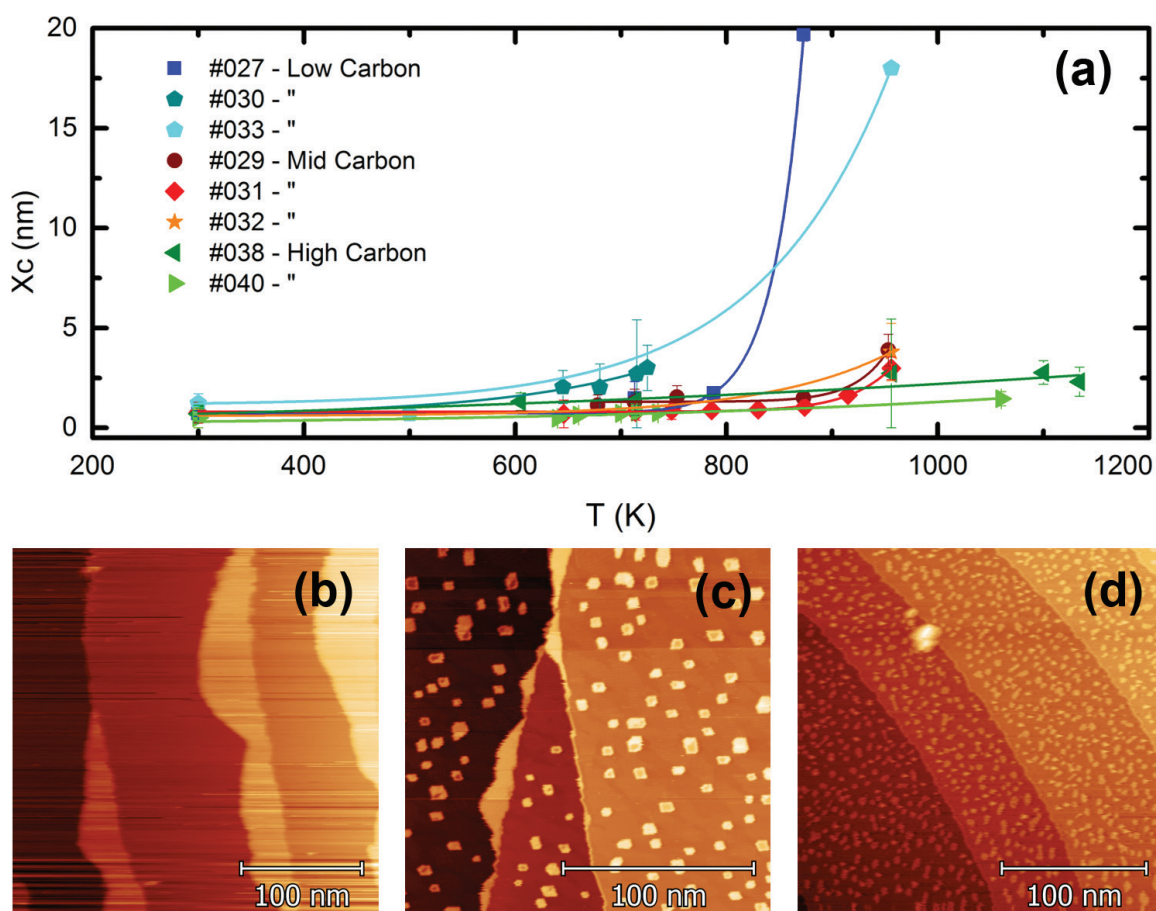 20
15
10
5
0
Xc (nm)
#027 - Low Carbon
#030 - "
#033 - "
#029 - Mid Carbon
#031 - "
#032 - "
#038 - High Carbon
#040 - "
(a)
200 400 600 800 1000 1200
T (K)
(b) (c) (d)
100 nm 100 nm 100 nm